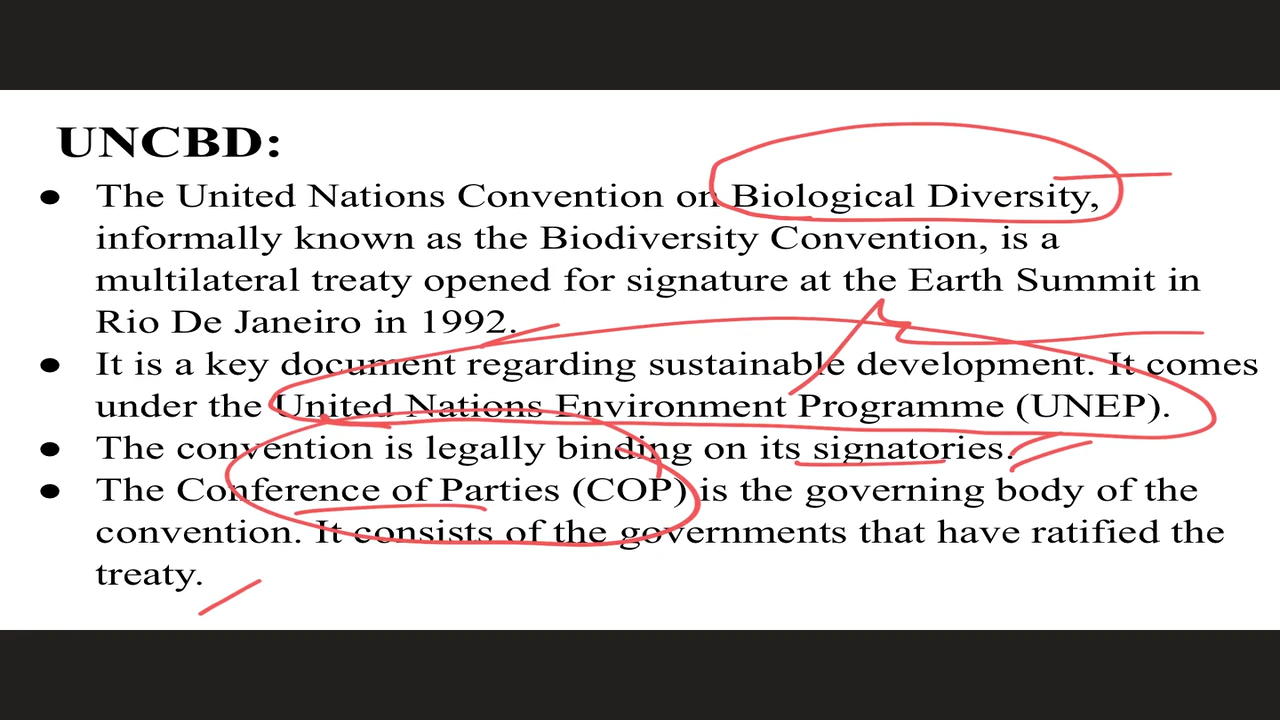 UNCBD:
● The United Nations Convention on Biological Diversity,
informally known as the Biodiversity Convention, is a
multilateral treaty opened for signature at the Earth Summit in
Rio De Janeiro in 1992.
● It is a key document regarding sustainable development. It comes
under the United Nations Environment Programme (UNEP).
● The convention is legally binding on its signatories.
● The Conference of Parties (COP) is the governing body of the
convention. It consists of the governments that have ratified the
treaty.